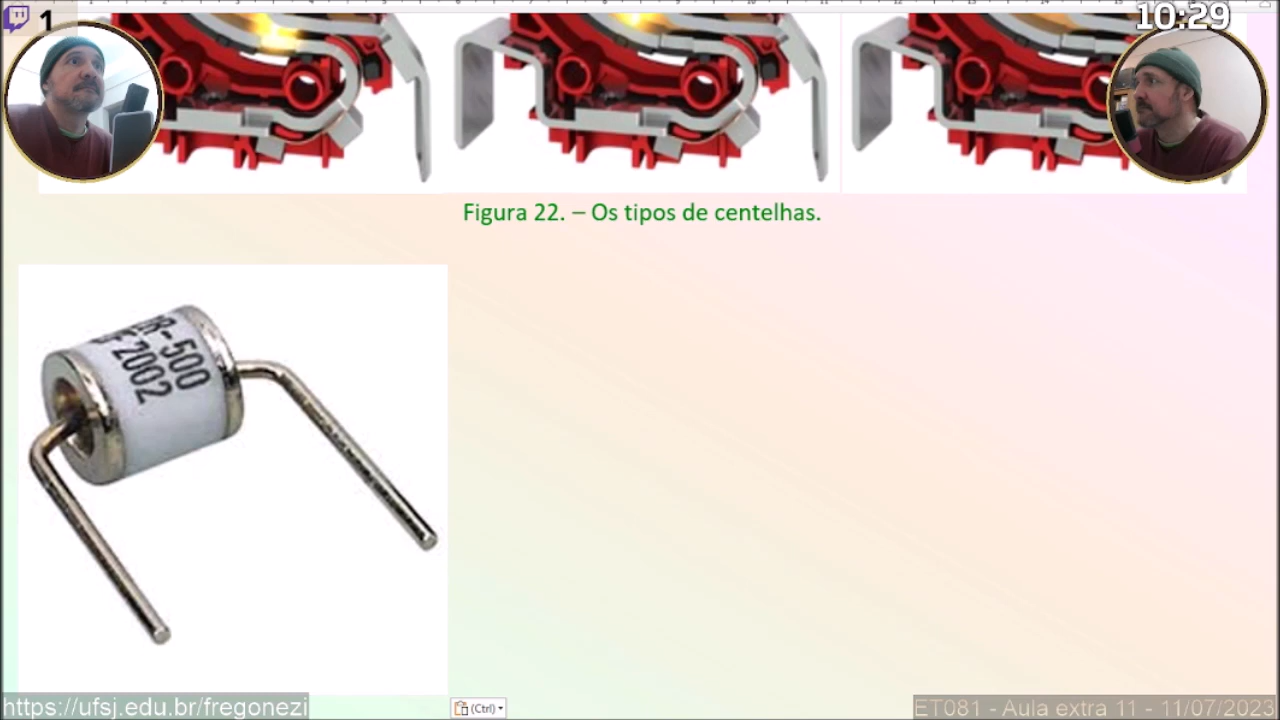 1
10:29
Figura 22. – Os tipos de centelhas.
R-500
2002
(Ctrl)
https://ufsj.edu.br/fregonezi
ET081 - Aula extra 11 - 11/07/2023